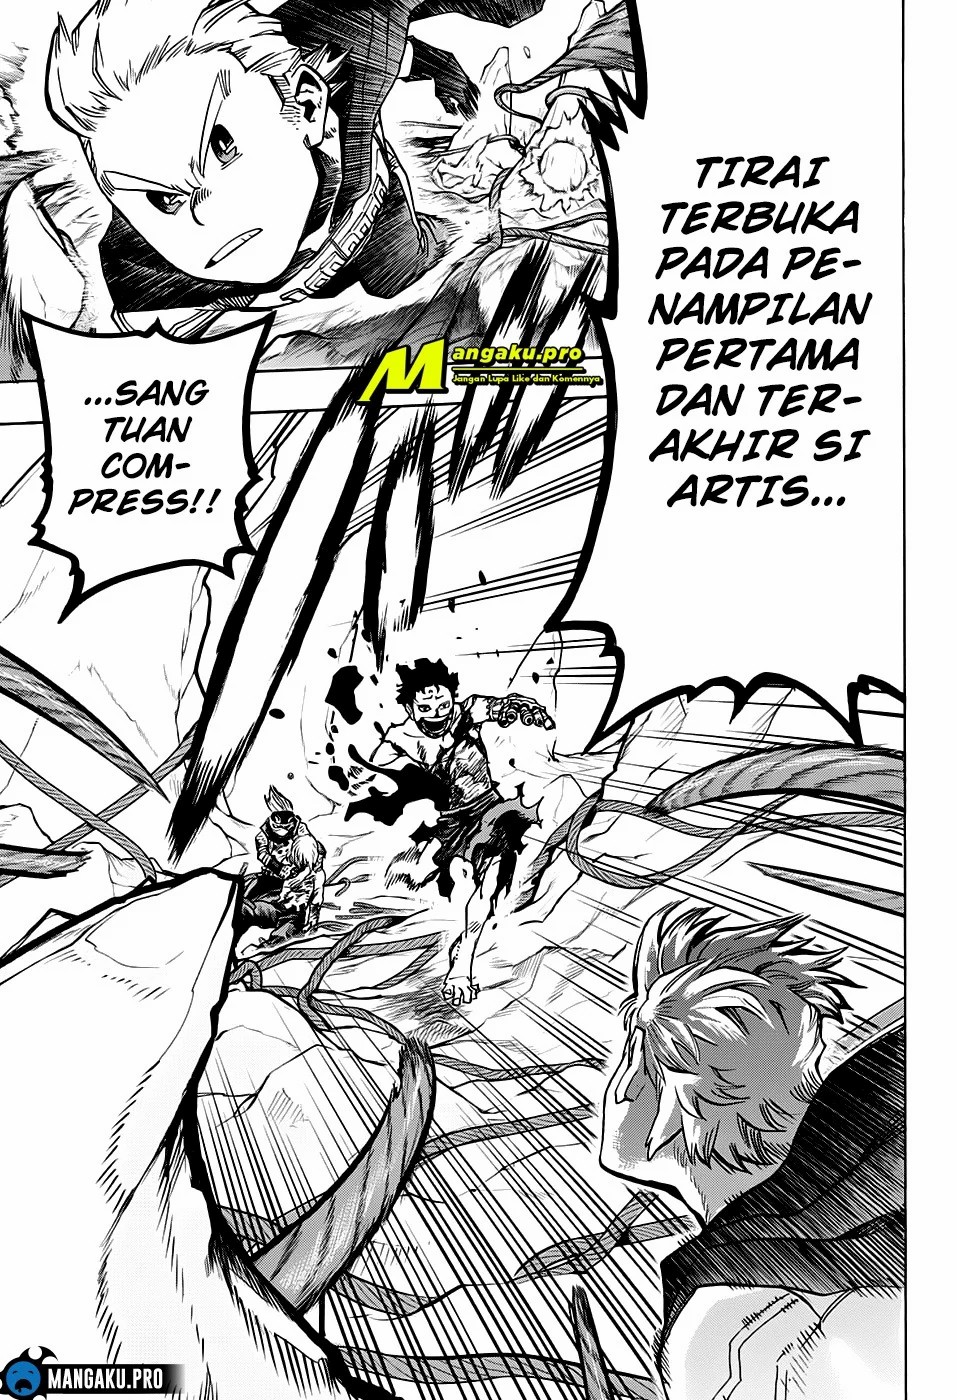 TIRAI
TERBUKA
PADA PE-
NAMPILAN
PERTAMA
DAN TER-
AKHIR SI
ARTIS...
Mangaku.pro
Jangan Lupa Like dan Komennya
...SANG
TUAN
COM-
PRESS!!
MANGAKU.PRO